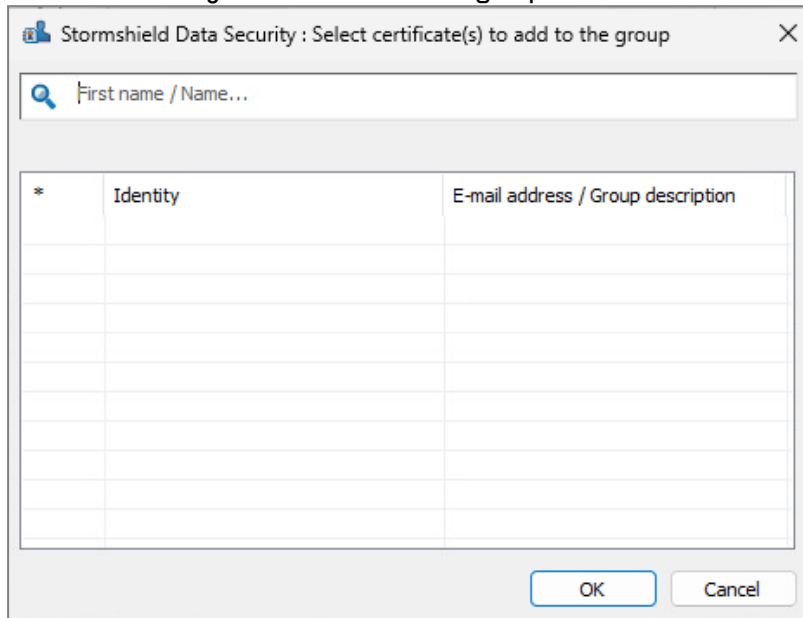 Stormshield Data Security : Select certificate(s) to add to the group
First name / Name...
* Identity E-mail address / Group description
OK Cancel